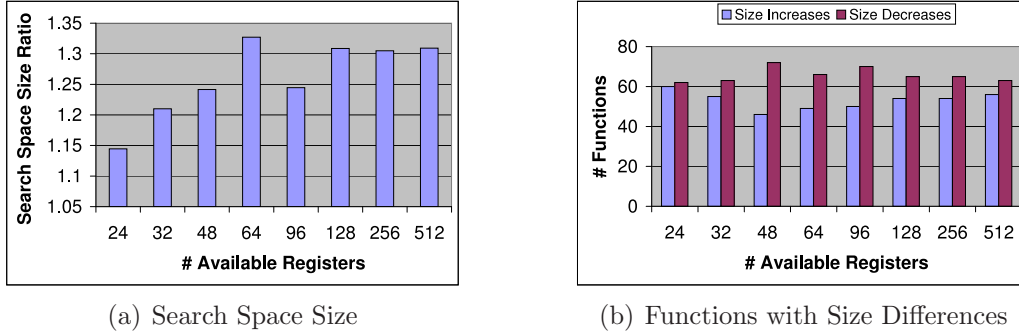 Search Space Size Ratio
1.35
1.3
1.25
1.2
1.15
1.1
1.05
24 32 48 64 96 128 256 512
# Available Registers
(a) Search Space Size
Size Increases Size Decreases
# Functions
80
60
40
20
0
24 32 48 64 96 128 256 512
# Available Registers
(b) Functions with Size Differences